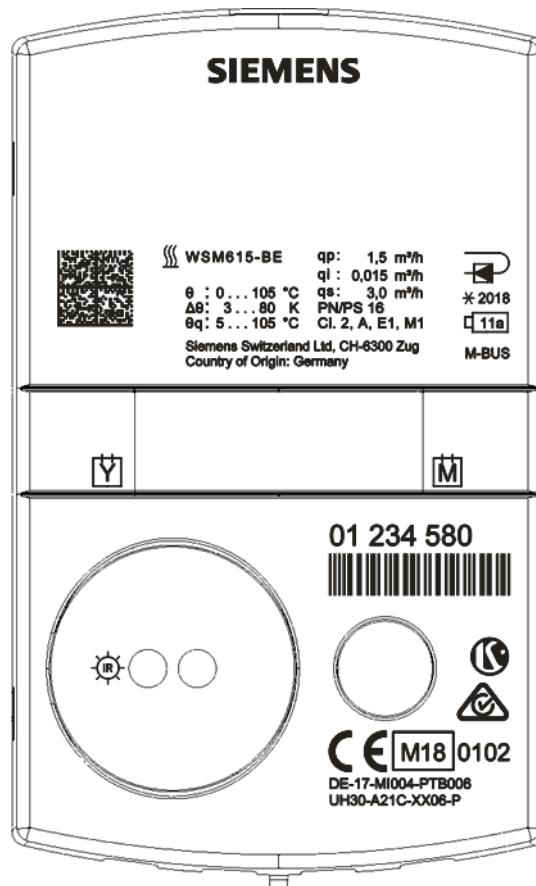 SIEMENS
WSM615-BE qp: 1,5 m³/h
qi : 0,015 m³/h
θ : 0 . . . 105 °C qs: 3,0 m³/h
Δθ: 3 . . . 80 K PN/PS 16
θq: 5 . . . 105 °C Cl. 2, A, E1, M1
2018
11a
Siemens Switzerland Ltd, CH-6300 Zug
Country of Origin: Germany
M-BUS
Y
M
01 234 580
IR
CE M18 0102
DE-17-MI004-PTB006
UH30-A21C-XX06-P